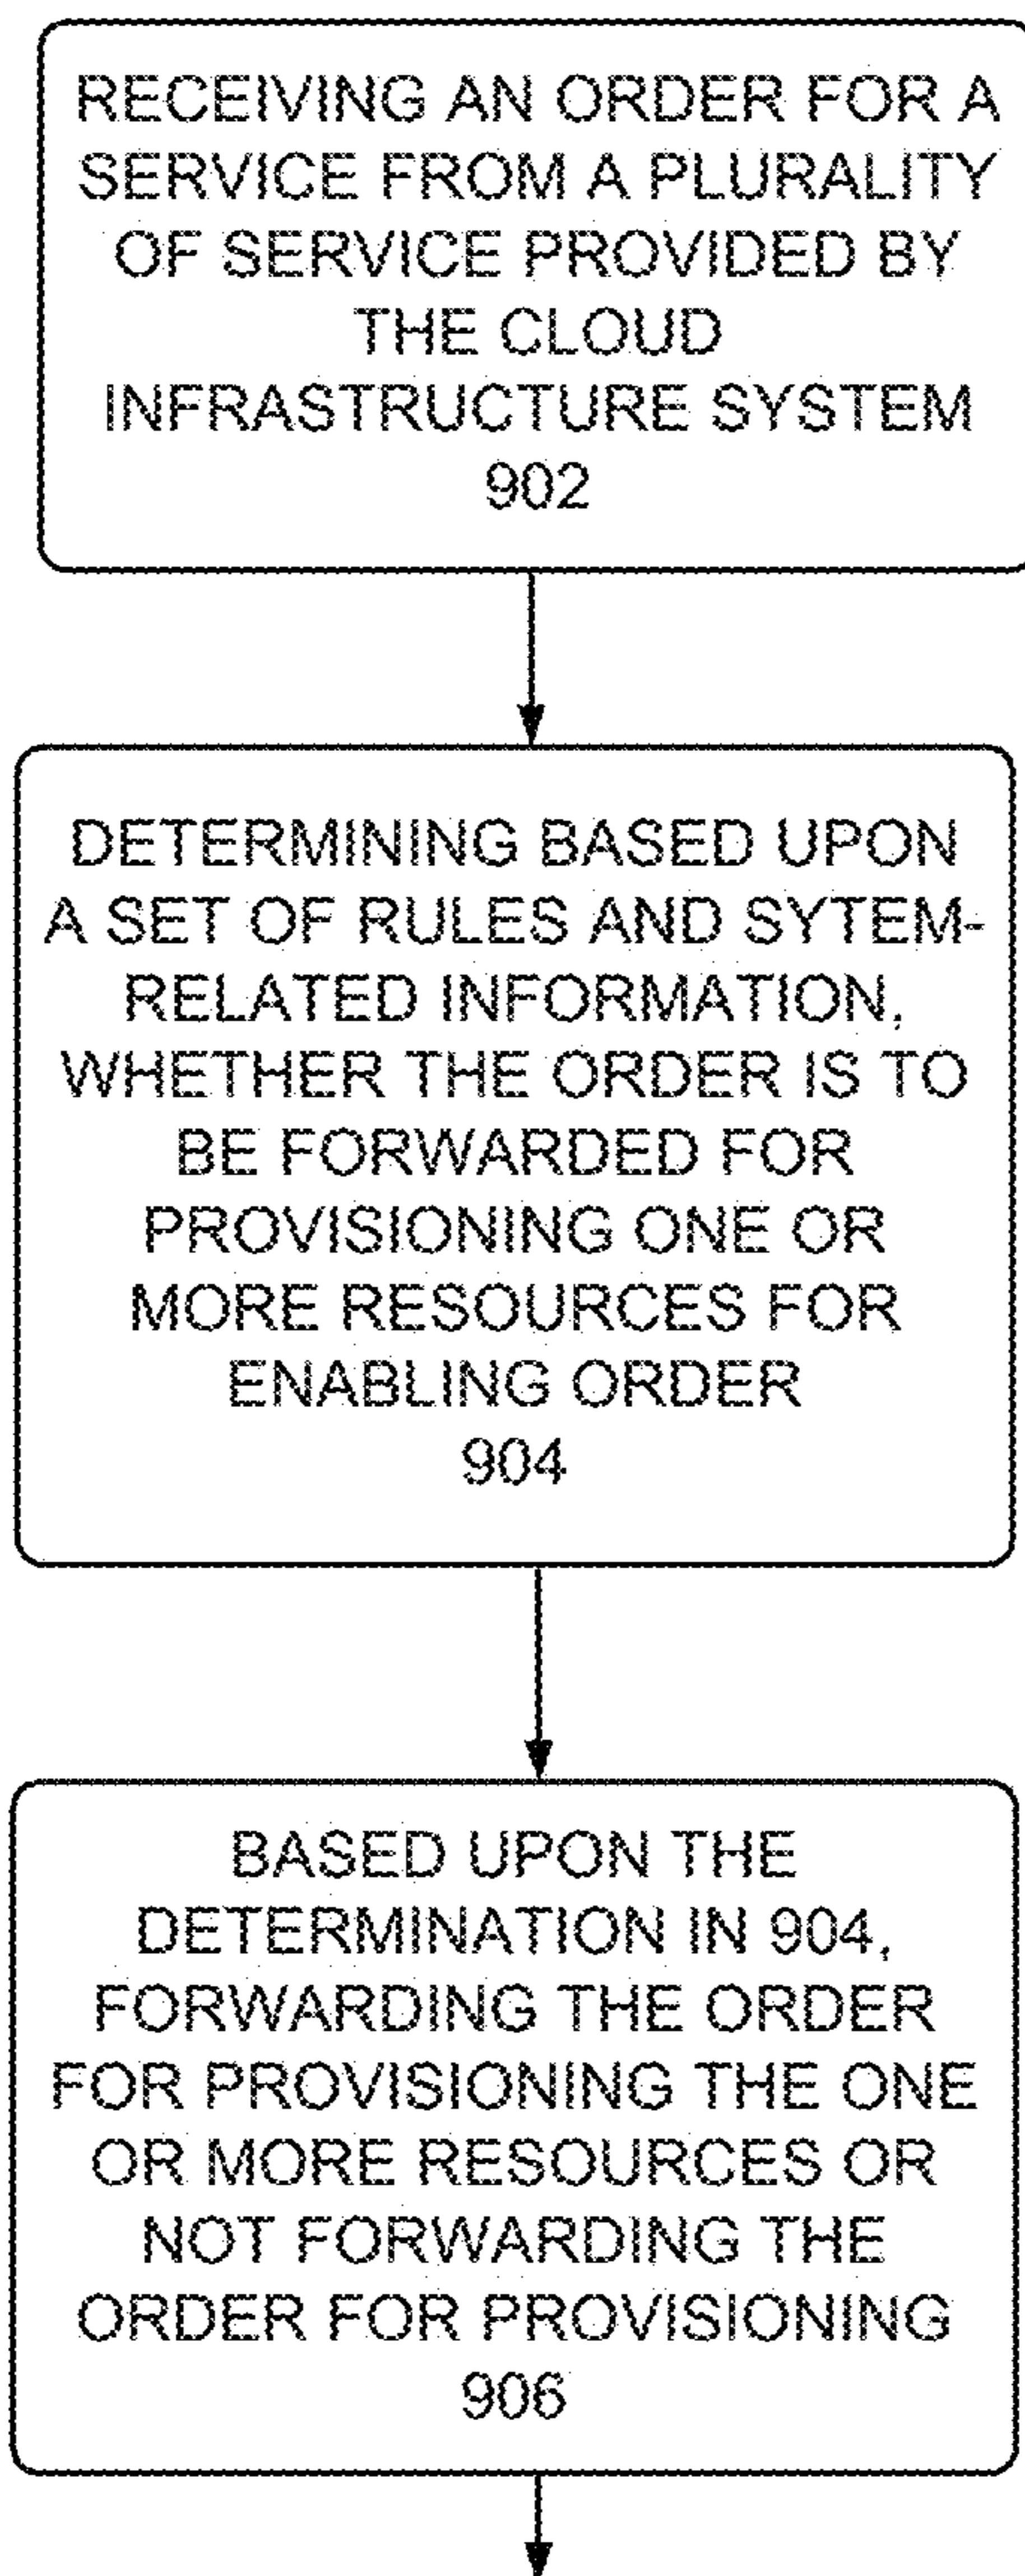 RECEIVING AN ORDER FOR A
SERVICE FROM A PLURALITY
OF SERVICE PROVIDED BY
THE CLOUD
INFRASTRUCTURE SYSTEM
902
DETERMINING BASED UPON
A SET OF RULES AND SYTEM-
RELATED INFORMATION,
WHETHER THE ORDER IS TO
BE FORWARDED FOR
PROVISIONING ONE OR
MORE RESOURCES FOR
ENABLING ORDER
904
BASED UPON THE
DETERMINATION IN 904,
FORWARDING THE ORDER
FOR PROVISIONING THE ONE
OR MORE RESOURCES OR
NOT FORWARDING THE
ORDER FOR PROVISIONING
906